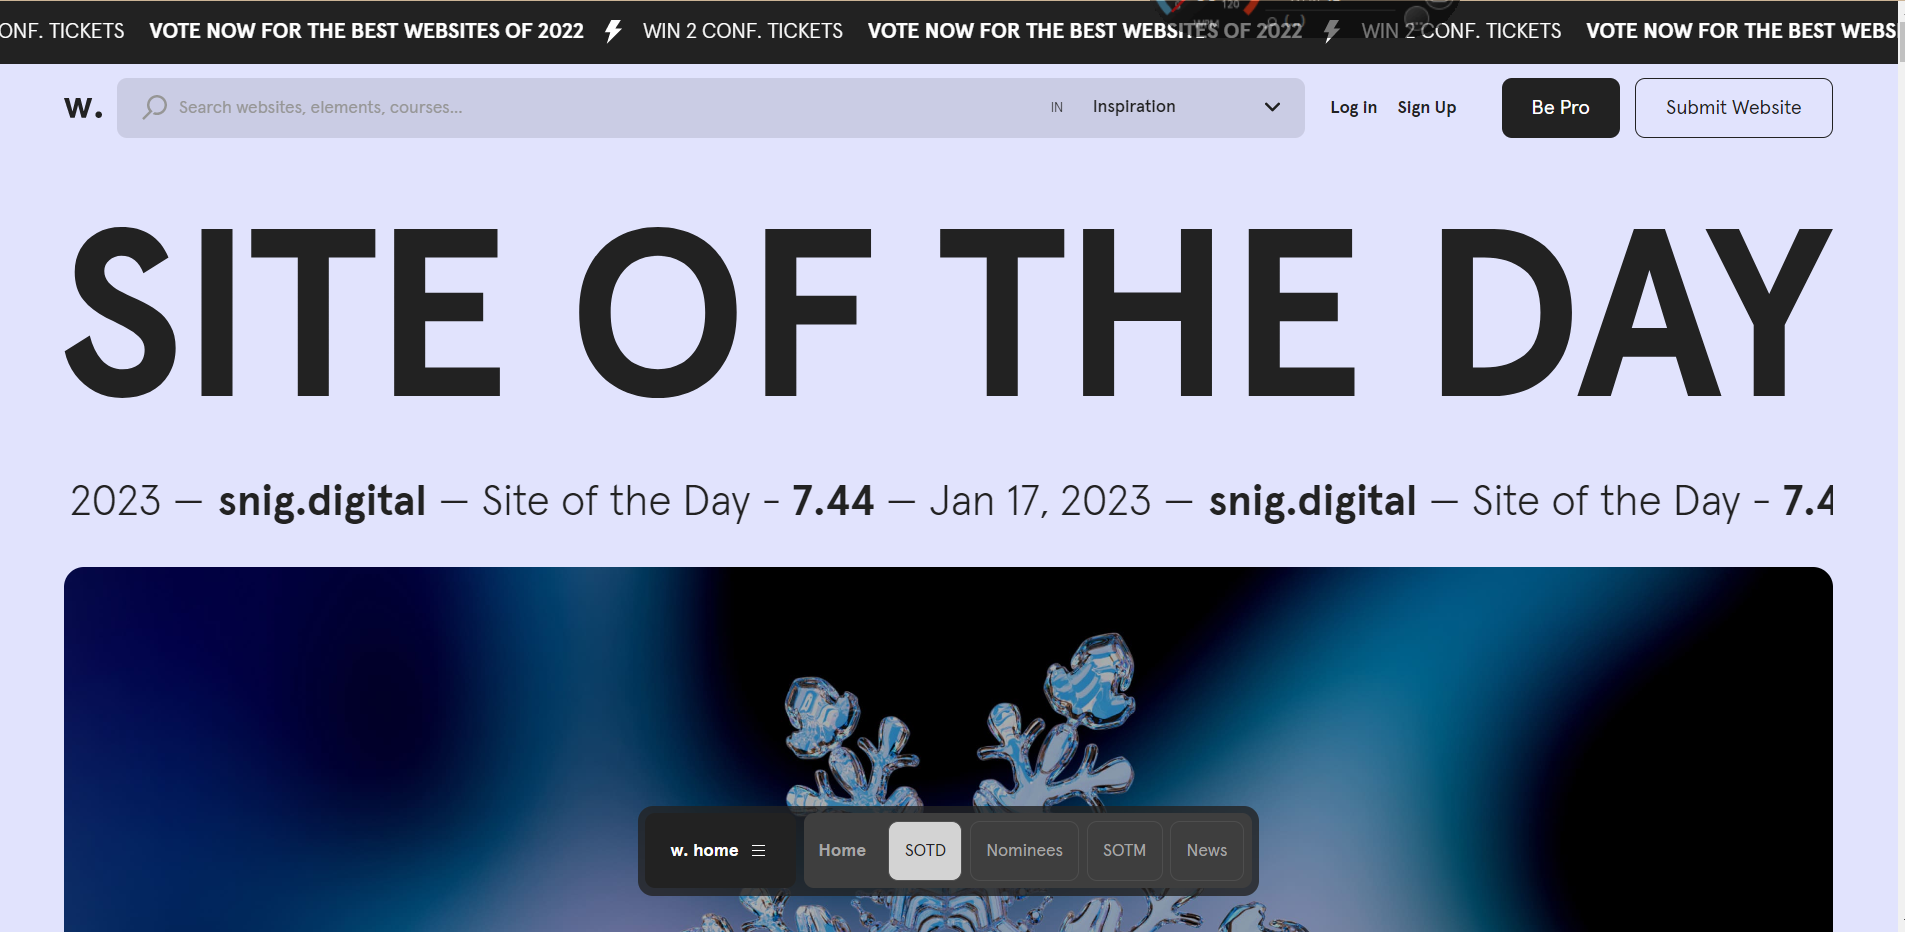 ONF. TICKETS VOTE NOW FOR THE BEST WEBSITES OF 2022 WIN 2 CONF. TICKETS VOTE NOW FOR THE BEST WEBSITES OF 2022 WIN 2 CONF. TICKETS VOTE NOW FOR THE BEST WEBS
w. Search websites, elements, courses... IN Inspiration Log in Sign Up Be Pro Submit Website
SITE OF THE DAY
2023 — snig.digital — Site of the Day - 7.44 — Jan 17, 2023 — snig.digital — Site of the Day - 7.4
w. home Home SOTD Nominees SOTM News